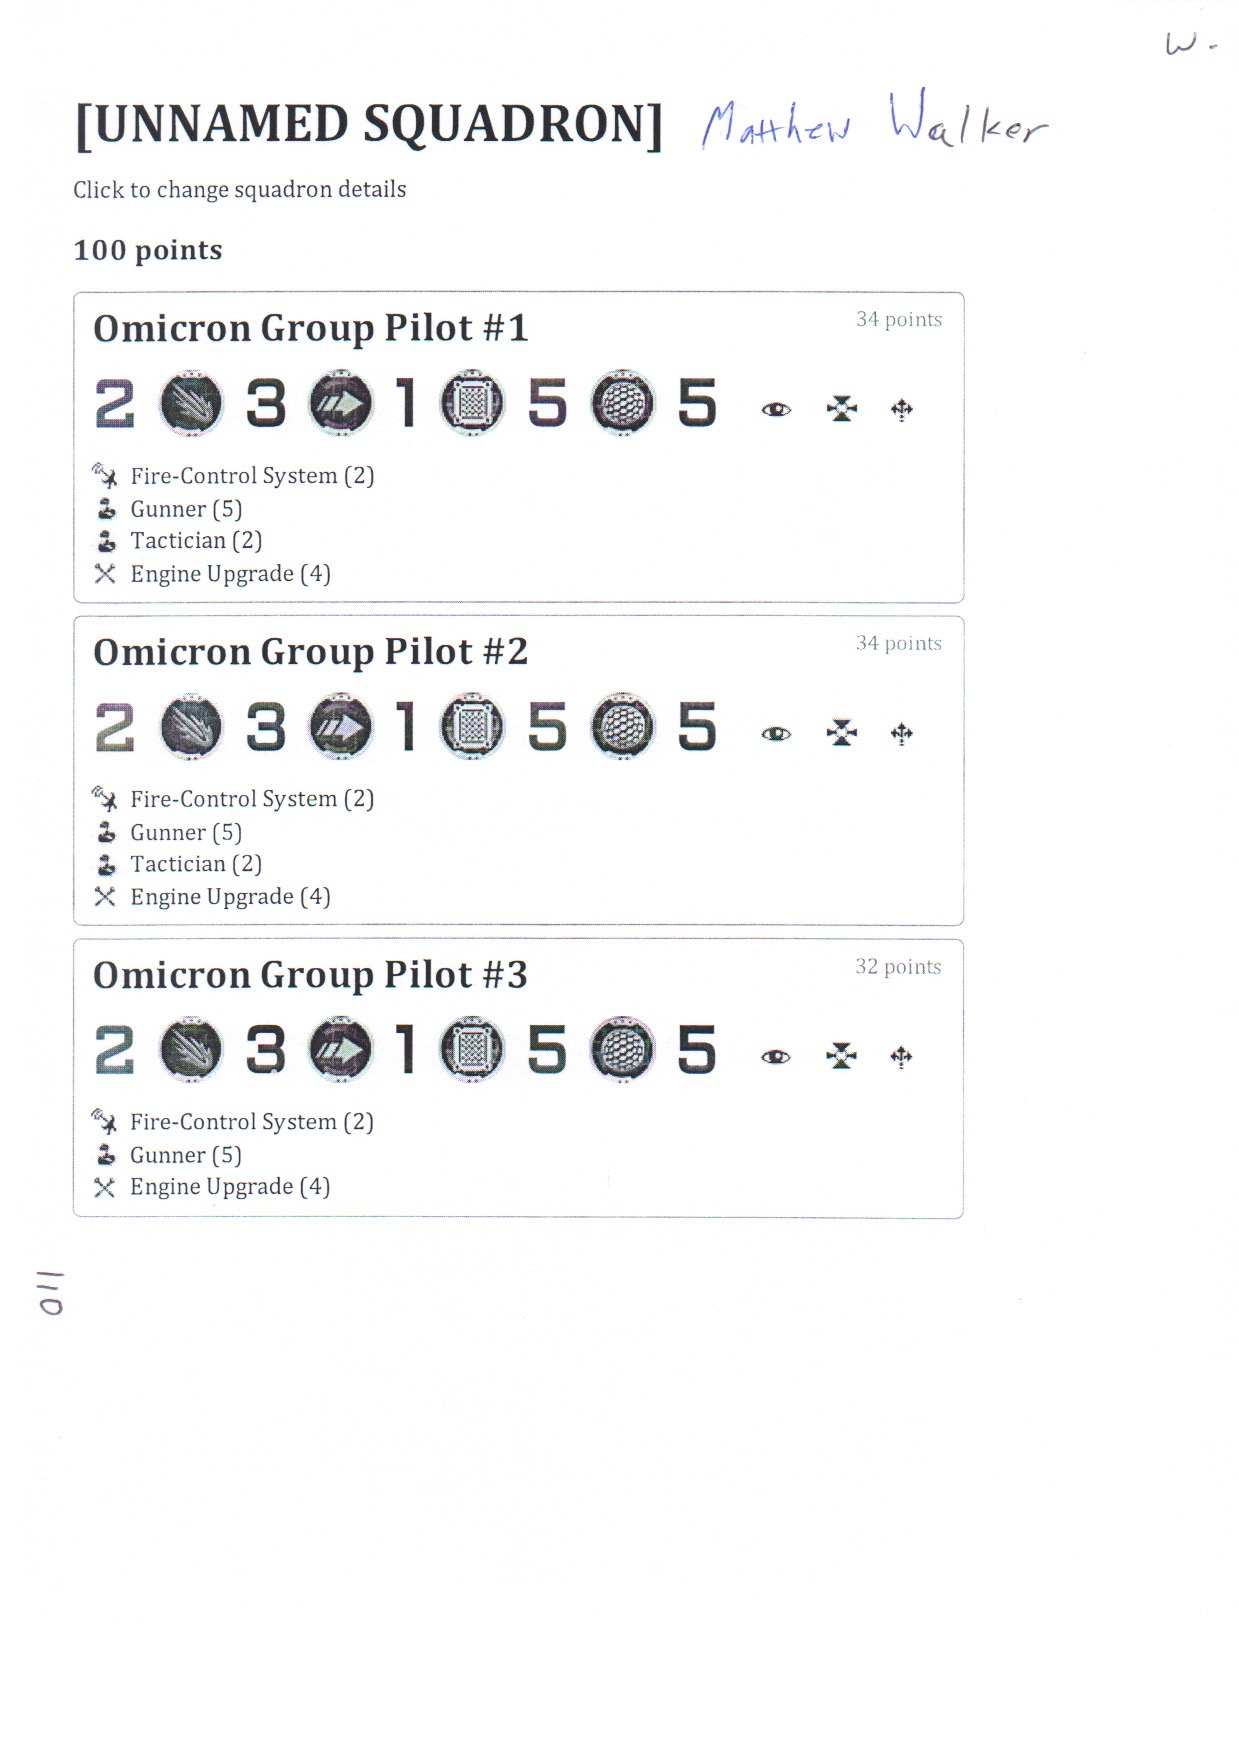 W.
[UNNAMED SQUADRON] Matthew Walker
Click to change squadron details
100 points
Omicron Group Pilot #1 34 points
2 3 1 5 5
Fire-Control System (2)
Gunner (5)
Tactician (2)
Engine Upgrade (4)
Omicron Group Pilot #2 34 points
2 3 1 5 5
Fire-Control System (2)
Gunner (5)
Tactician (2)
Engine Upgrade (4)
Omicron Group Pilot #3 32 points
2 3 1 5 5
Fire-Control System (2)
Gunner (5)
Engine Upgrade (4)